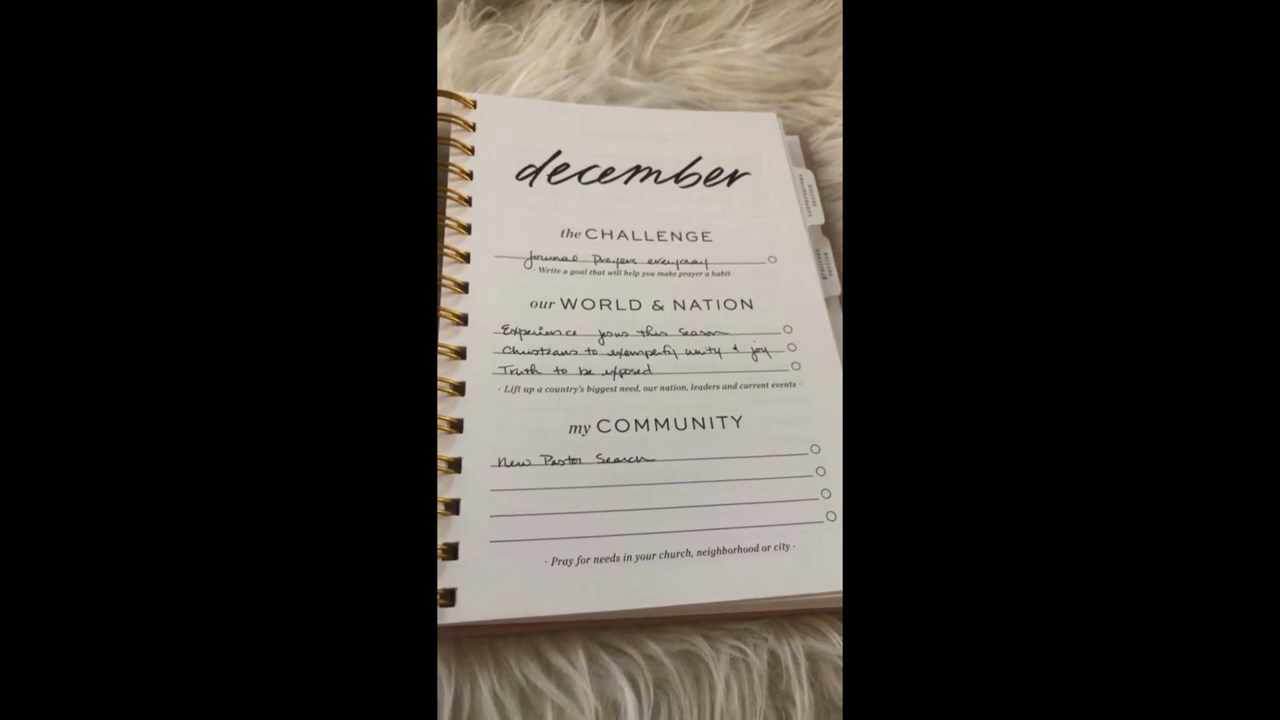 december
the CHALLENGE
Journal Prayers everyday
· Write a goal that will help you make prayer a habit ·
our WORLD & NATION
Experience Jesus this Season
Christians to exemplify unity & joy
Truth to be exposed
· Lift up a country's biggest need, our nation, leaders and current events ·
my COMMUNITY
New Pastor Search
· Pray for needs in your church, neighborhood or city ·